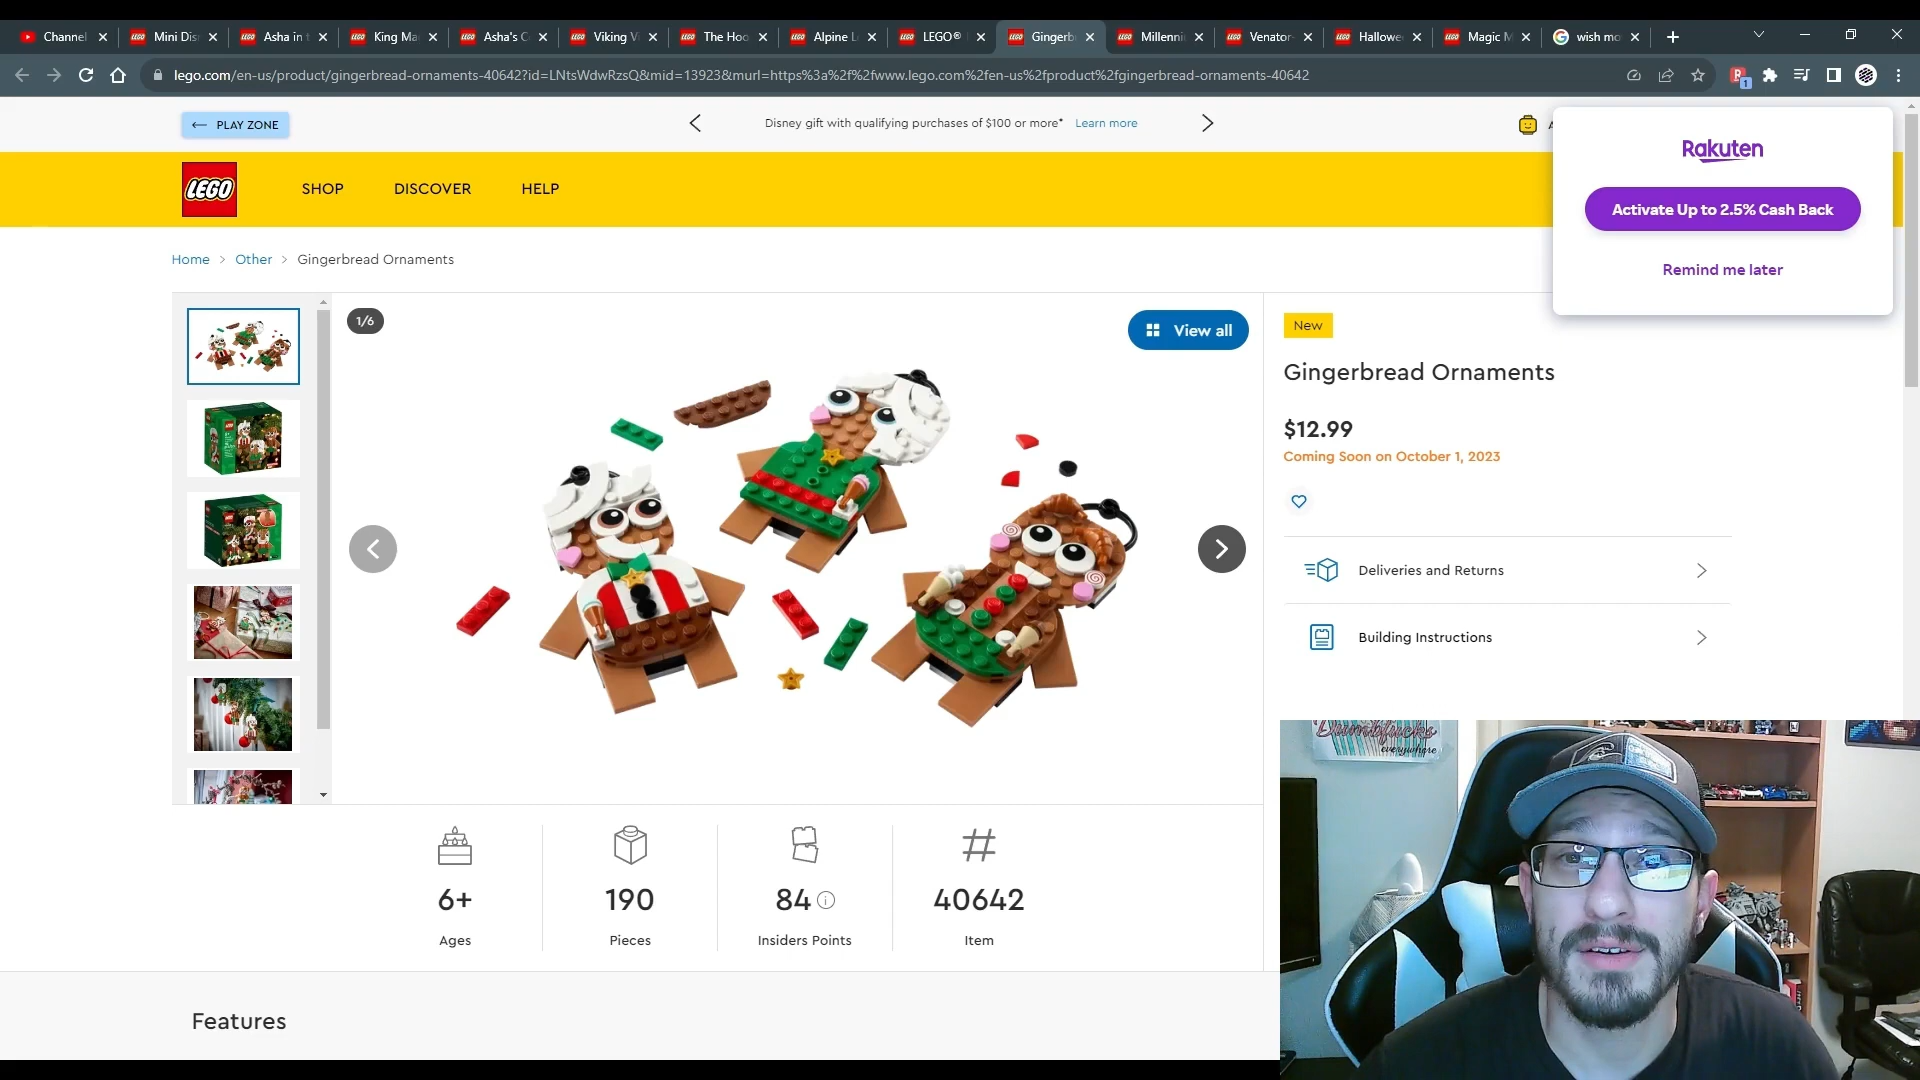 Channel
Mini Dis
Asha in t
King Ma
Asha's C
Viking Vi
The Hoo
Alpine L
LEGO®
Gingerb
Millenni
Venator-
Hallowe
Magic M
wish mo
lego.com/en-us/product/gingerbread-ornaments-40642?id=LNtsWdwRzsQ&mid=13923&murl=https%3a%2f%2fwww.lego.com%2fen-us%2fproduct%2fgingerbread-ornaments-40642
PLAY ZONE
Disney gift with qualifying purchases of $100 or more* Learn more
Rakuten
Activate Up to 2.5% Cash Back
Remind me later
LEGO
SHOP
DISCOVER
HELP
Home > Other > Gingerbread Ornaments
1/6
View all
New
Gingerbread Ornaments
$12.99
Coming Soon on October 1, 2023
Deliveries and Returns
Building Instructions
Dumbfucks
everywhere
6+
190
84
40642
Ages
Pieces
Insiders Points
Item
Features